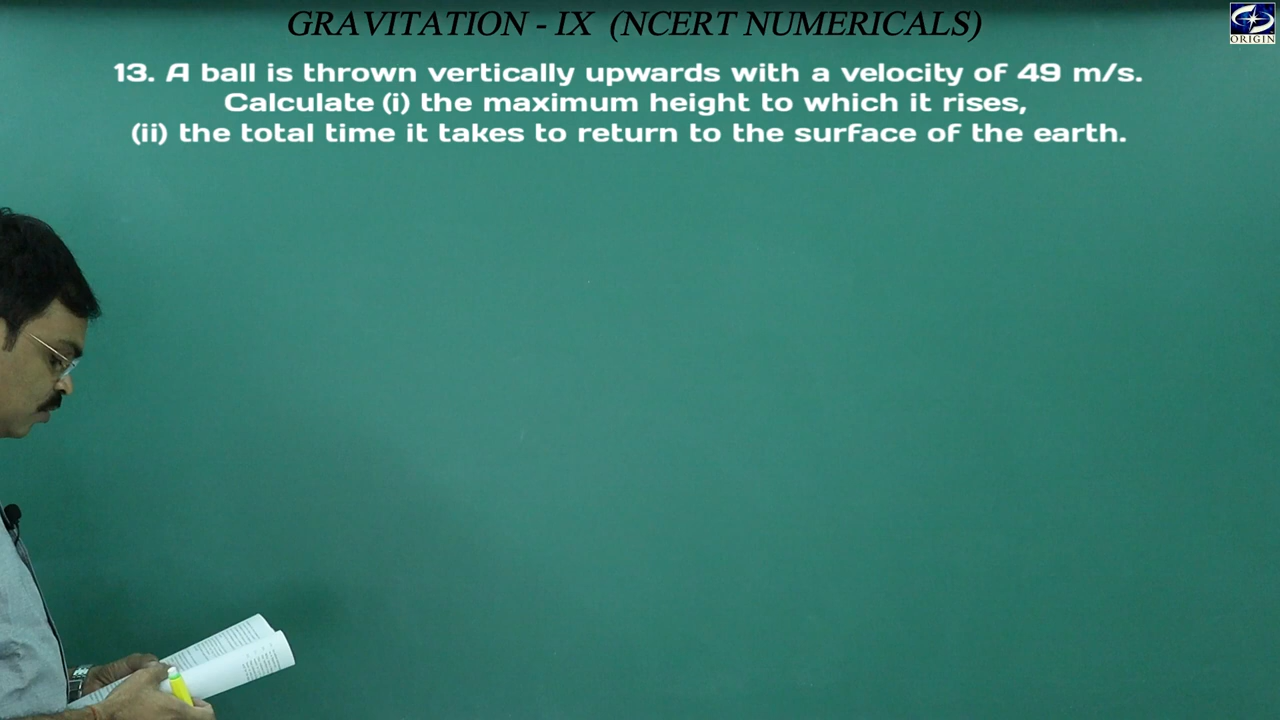 GRAVITATION - IX (NCERT NUMERICALS)
ORIGIN
13. A ball is thrown vertically upwards with a velocity of 49 m/s.
Calculate (i) the maximum height to which it rises,
(ii) the total time it takes to return to the surface of the earth.